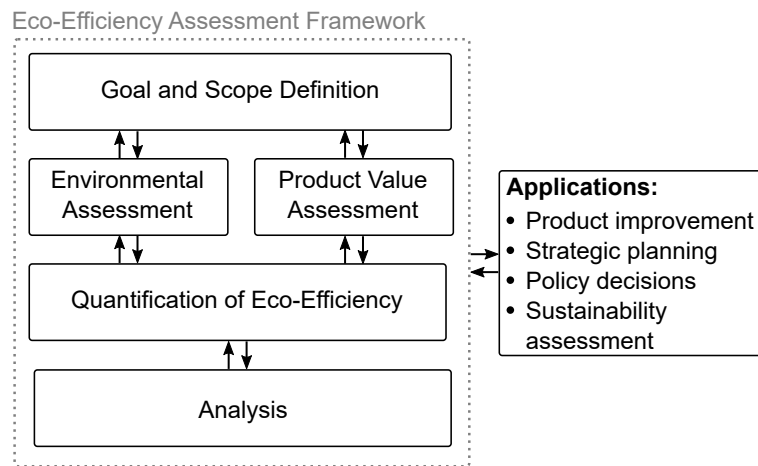 Eco-Efficiency Assessment Framework
Goal and Scope Definition
Environmental
Assessment
Product Value
Assessment
Quantification of Eco-Efficiency
Analysis
Applications:
• Product improvement
• Strategic planning
• Policy decisions
• Sustainability
assessment